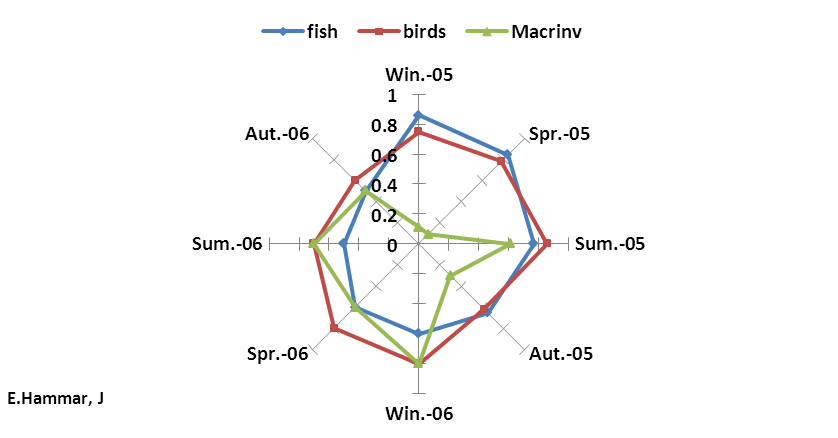 fish birds Macrinv
Win.-05
1
Aut.-06 0.8 Spr.-05
0.6
0.4
0.2
Sum.-06 0 Sum.-05
Spr.-06 Aut.-05
Win.-06
E.Hammar, J